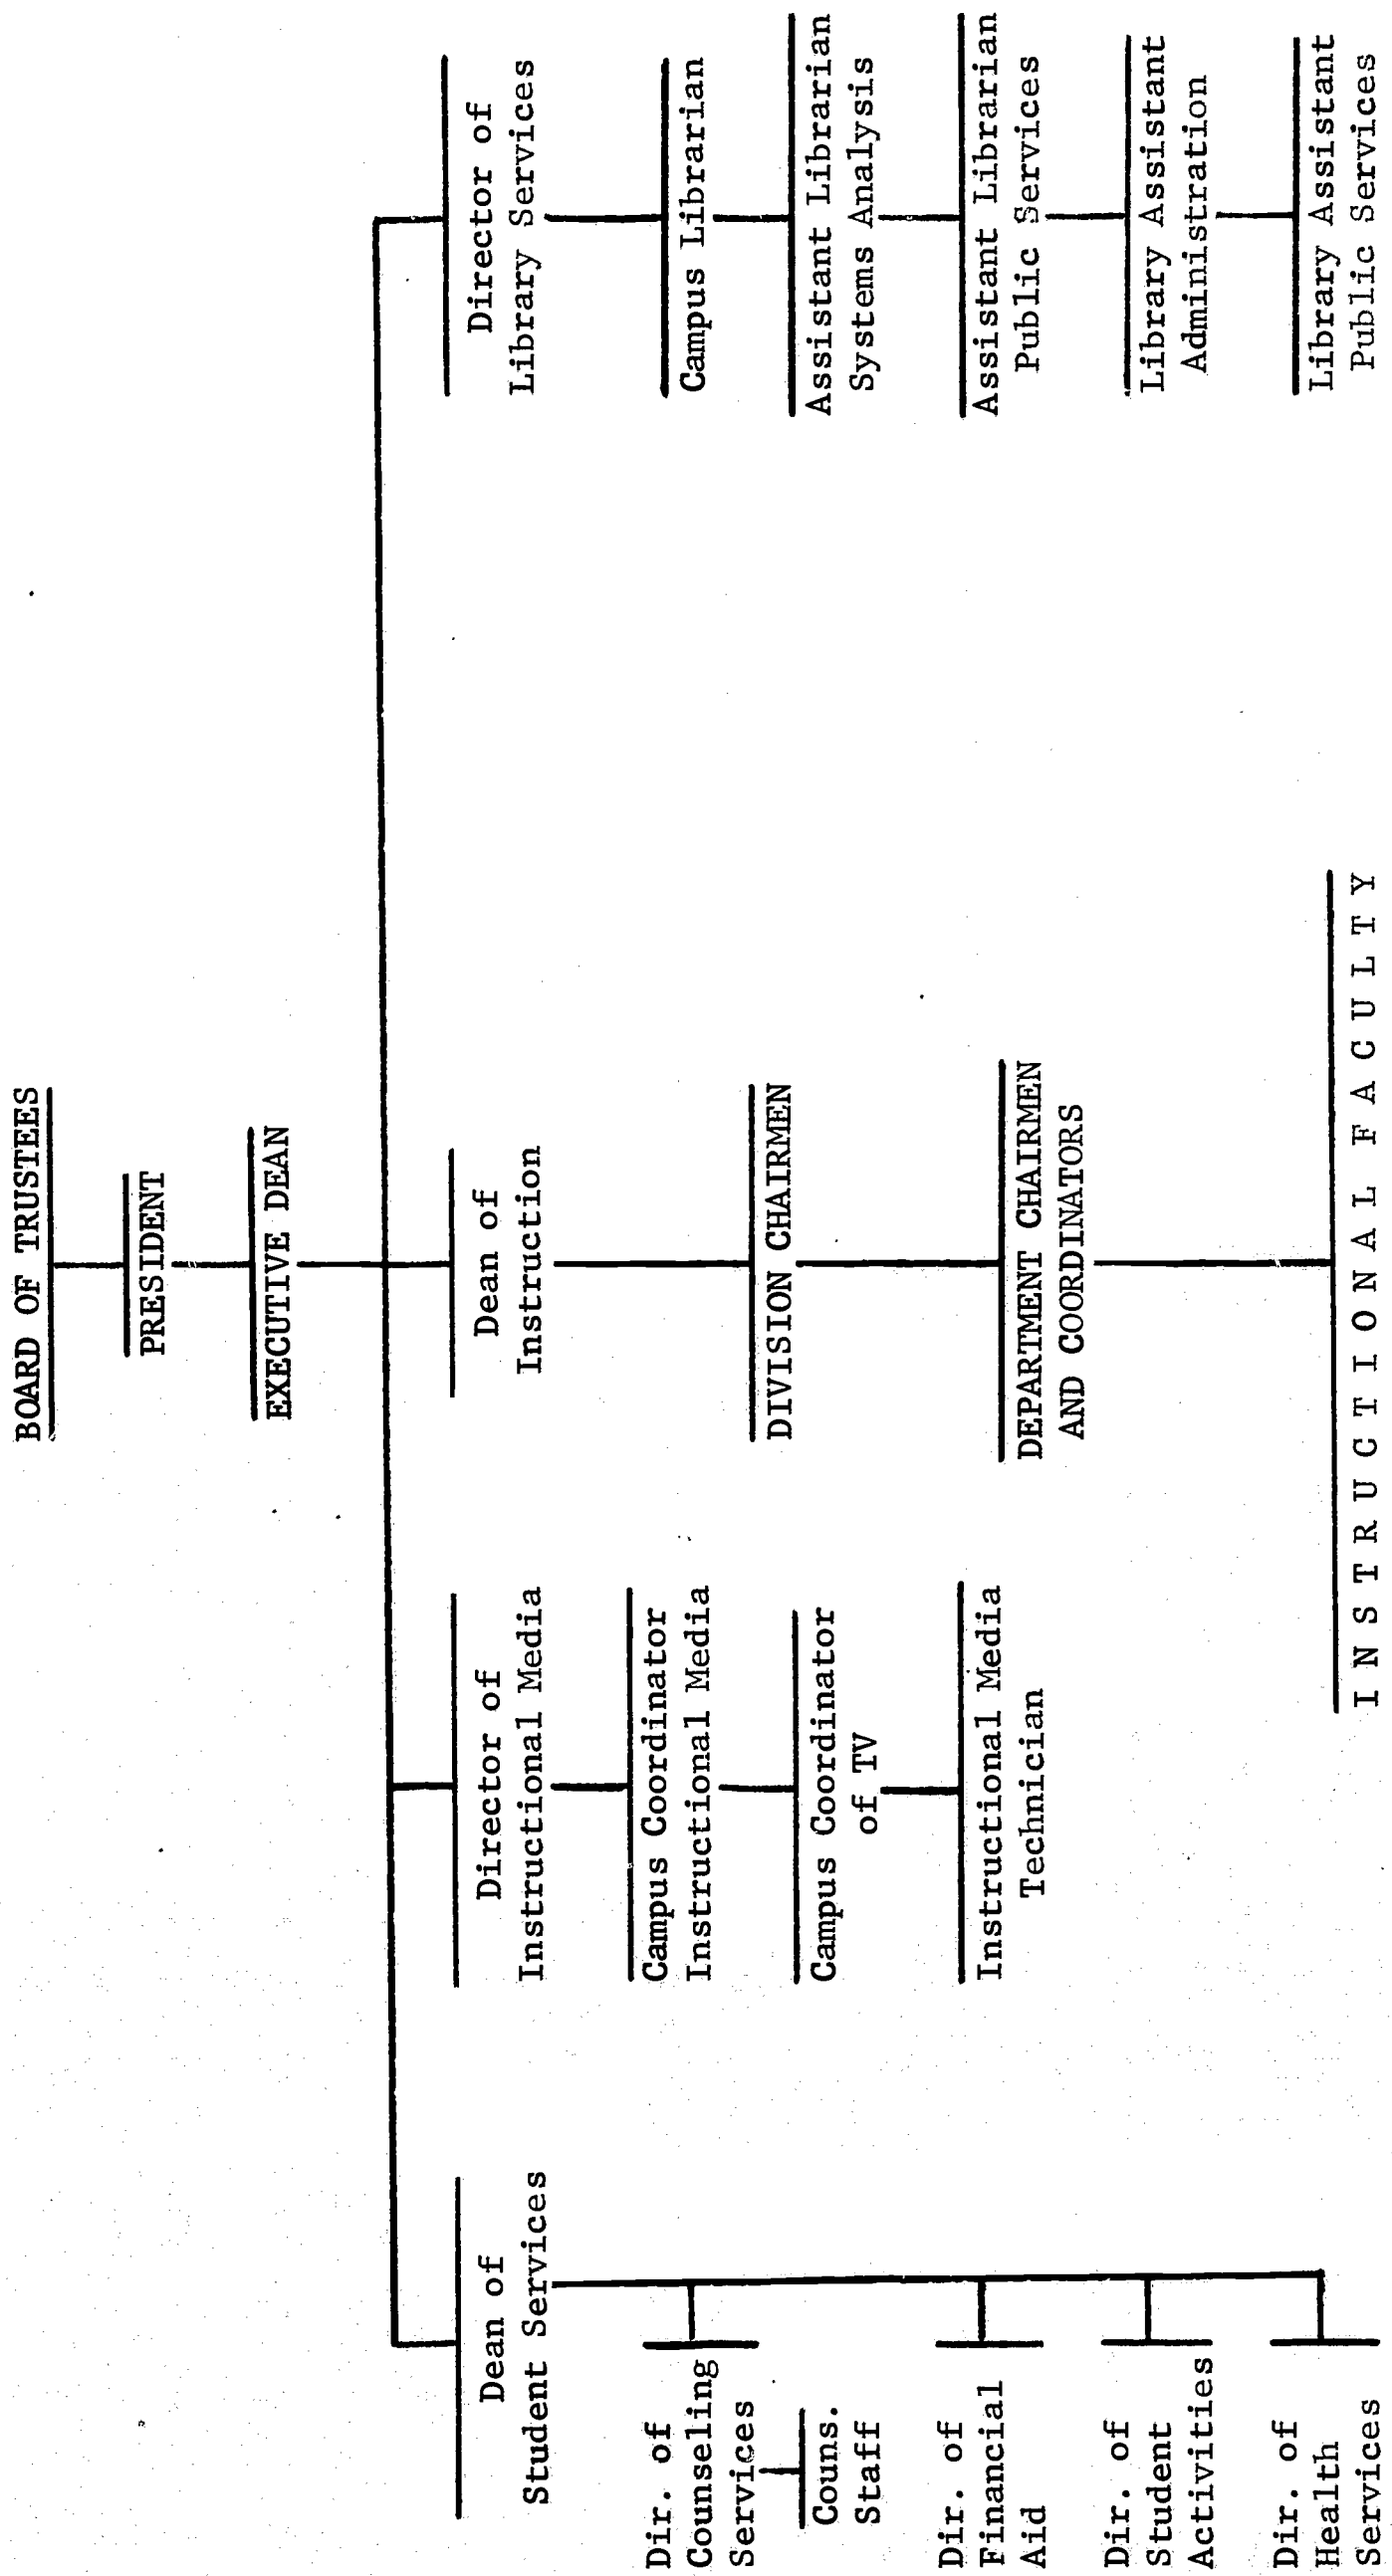 BOARD OF TRUSTEES
PRESIDENT
EXECUTIVE DEAN
Dean of
Student Services
Dir. of
Counseling
Services
Couns.
Staff
Dir. of
Financial
Aid
Dir. of
Student
Activities
Dir. of
Health
Services
Director of
Instructional Media
Campus Coordinator
Instructional Media
Campus Coordinator
of TV
Instructional Media
Technician
Dean of
Instruction
DIVISION CHAIRMEN
DEPARTMENT CHAIRMEN
AND COORDINATORS
INSTRUCTIONAL FACULTY
Director of
Library Services
Campus Librarian
Assistant Librarian
Systems Analysis
Assistant Librarian
Public Services
Library Assistant
Administration
Library Assistant
Public Services